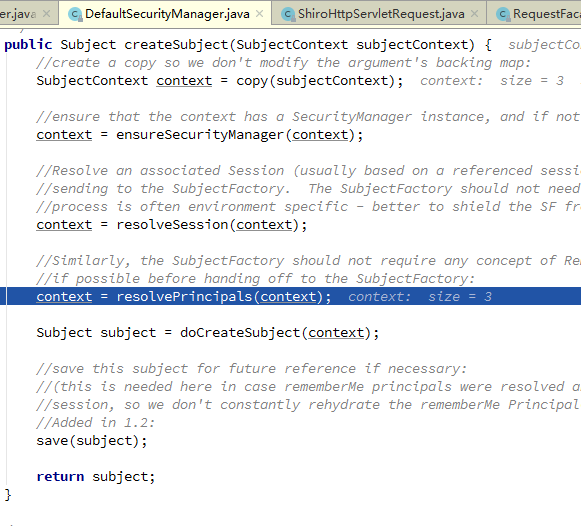 er.java × DefaultSecurityManager.java × ShiroHttpServletRequest.java × RequestFaca
public Subject createSubject(SubjectContext subjectContext) { subjectCo
//create a copy so we don't modify the argument's backing map:
SubjectContext context = copy(subjectContext); context: size = 3
//ensure that the context has a SecurityManager instance, and if not
context = ensureSecurityManager(context);
//Resolve an associated Session (usually based on a referenced sessi
//sending to the SubjectFactory. The SubjectFactory should not need
//process is often environment specific - better to shield the SF fr
context = resolveSession(context);
//Similarly, the SubjectFactory should not require any concept of Re
//if possible before handing off to the SubjectFactory:
context = resolvePrincipals(context); context: size = 3
Subject subject = doCreateSubject(context);
//save this subject for future reference if necessary:
//(this is needed here in case rememberMe principals were resolved a
//session, so we don't constantly rehydrate the rememberMe Principal
//Added in 1.2:
save(subject);
return subject;
}